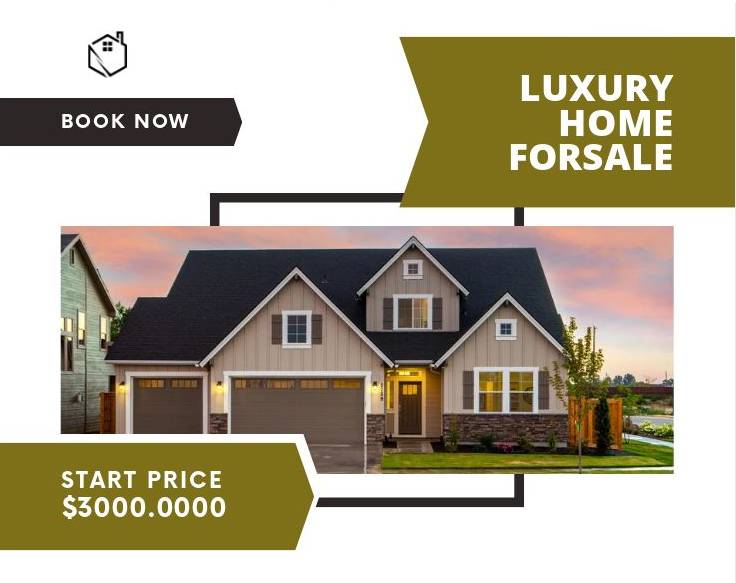 BOOK NOW
LUXURY
HOME
FORSALE
START PRICE
$3000.0000